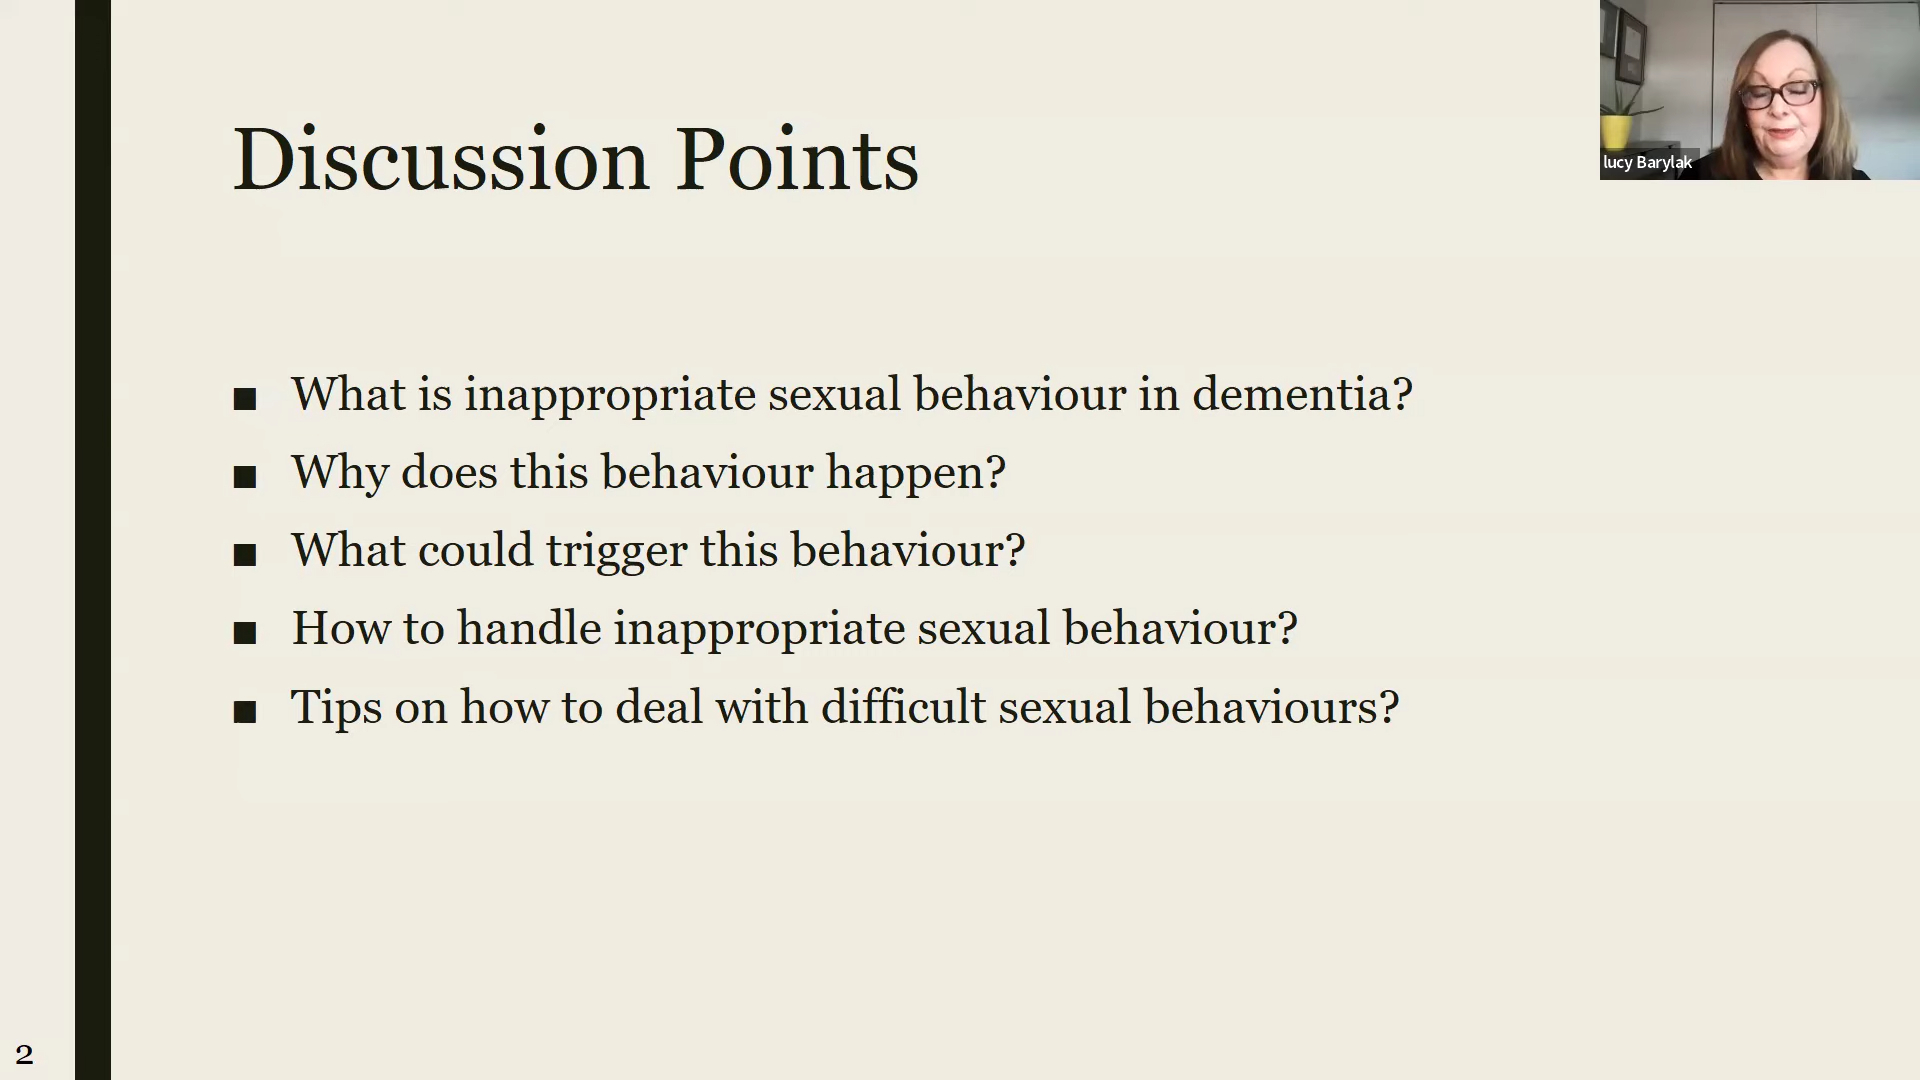 Discussion Points
lucy Barylak
■ What is inappropriate sexual behaviour in dementia?
■ Why does this behaviour happen?
■ What could trigger this behaviour?
■ How to handle inappropriate sexual behaviour?
■ Tips on how to deal with difficult sexual behaviours?
2